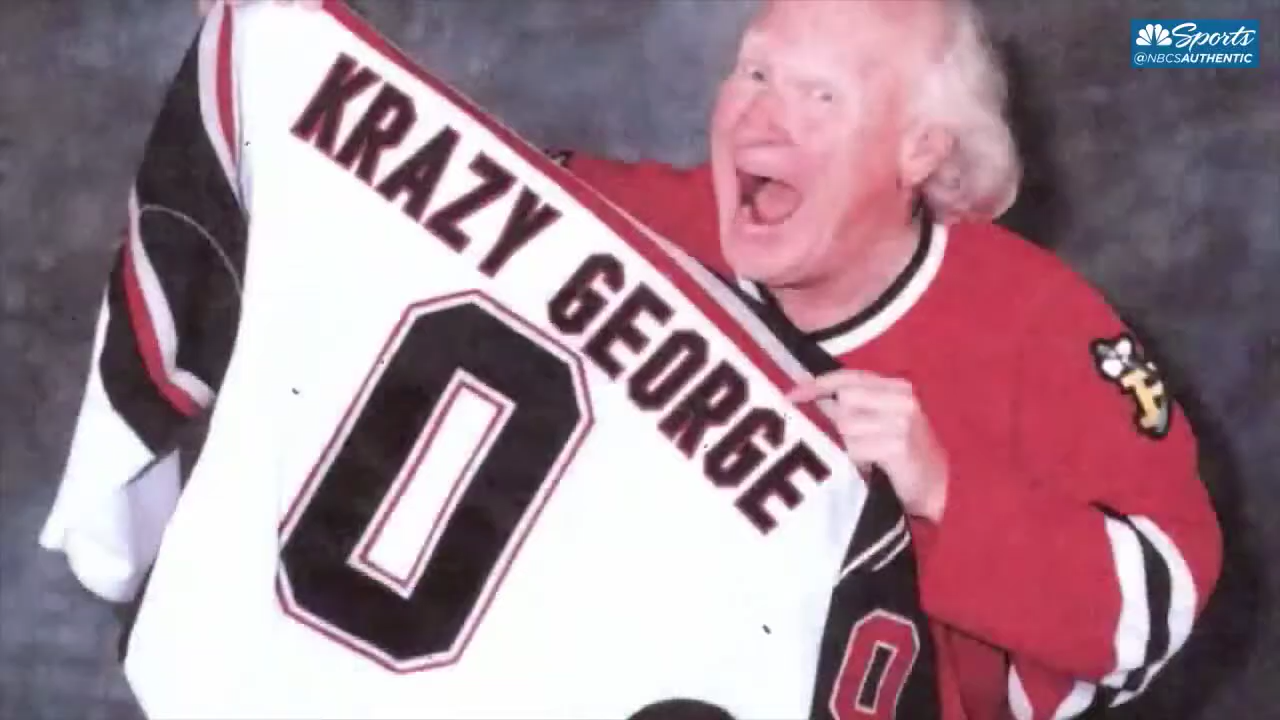 Sports
@NBCSAUTHENTIC
KRAZY GEORGE
0
0